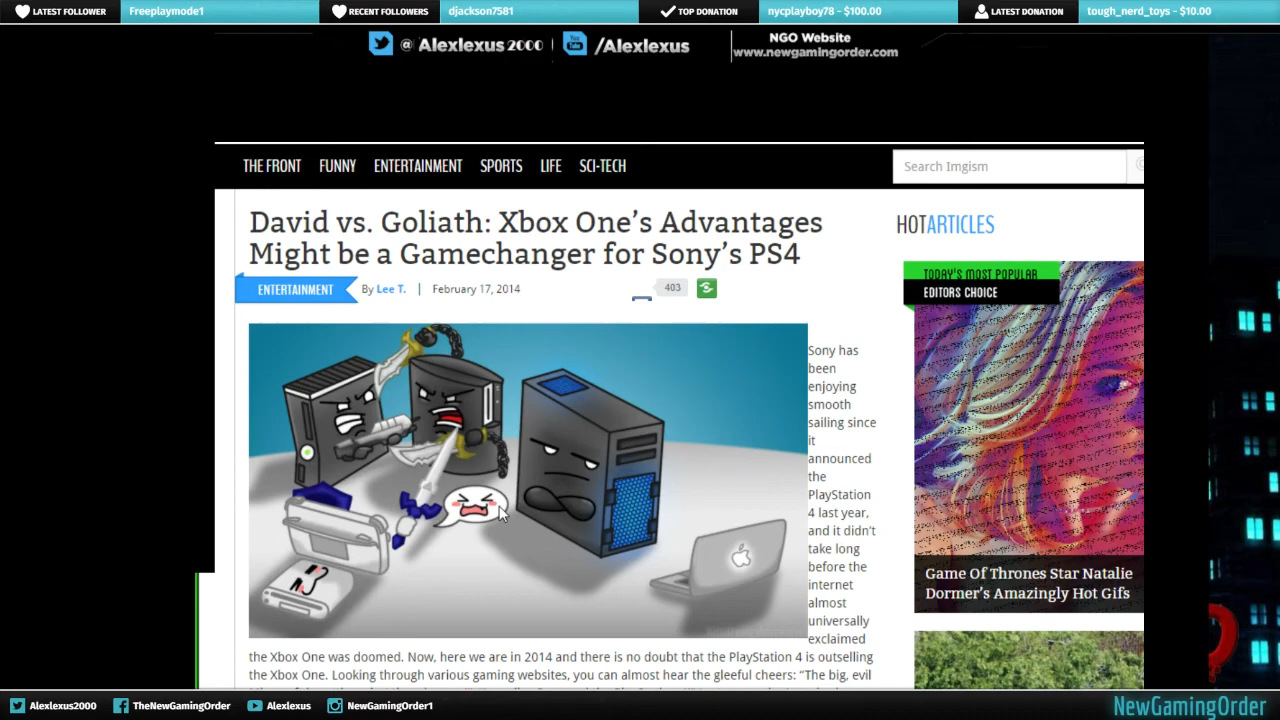 LATEST FOLLOWER
Freeplaymode1
RECENT FOLLOWERS
djackson7581
TOP DONATION
nycplayboy78 - $100.00
LATEST DONATION
tough_nerd_toys - $10.00
@ Alexlexus2000
You Tube
/Alexlexus
NGO Website
www.newgamingorder.com
THE FRONT FUNNY ENTERTAINMENT SPORTS LIFE SCI-TECH
Search Imgism
David vs. Goliath: Xbox One's Advantages
Might be a Gamechanger for Sony's PS4
ENTERTAINMENT
By Lee T. | February 17, 2014
403
HOTARTICLES
TODAY'S MOST POPULAR
EDITORS CHOICE
Game Of Thrones Star Natalie
Dormer's Amazingly Hot Gifs
Sony has
been
enjoying
smooth
sailing since
it
announced
the
PlayStation
4 last year,
and it didn't
take long
before the
internet
almost
universally
exclaimed
the Xbox One was doomed. Now, here we are in 2014 and there is no doubt that the PlayStation 4 is outselling
the Xbox One. Looking through various gaming websites, you can almost hear the gleeful cheers: "The big, evil
Alexlexus2000
TheNewGamingOrder
Alexlexus
NewGamingOrder1
NewGamingOrder